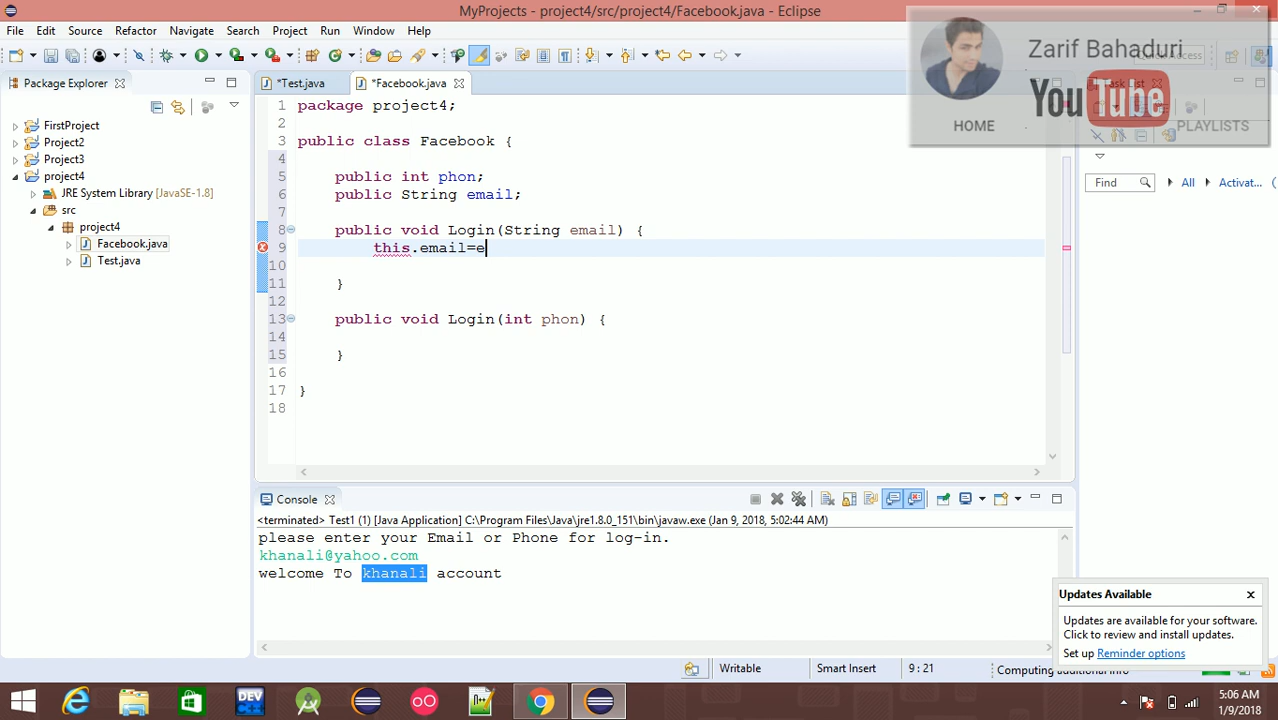 MyProjects - project4/src/project4/Facebook.java - Eclipse
File Edit Source Refactor Navigate Search Project Run Window Help
Zarif Bahaduri
YouTube
HOME
PLAYLISTS
Package Explorer
*Test.java
*Facebook.java
FirstProject
Project2
Project3
project4
JRE System Library [JavaSE-1.8]
src
project4
Facebook.java
Test.java
1 package project4;
2
3 public class Facebook {
4
5 public int phon;
6 public String email;
7
8 public void Login(String email) {
9 this.email=e
10
11 }
12
13 public void Login(int phon) {
14
15 }
16
17 }
18
Find
All
Activat...
Console
<terminated> Test1 (1) [Java Application] C:\Program Files\Java\jre1.8.0_151\bin\javaw.exe (Jan 9, 2018, 5:02:44 AM)
please enter your Email or Phone for log-in.
khanali@yahoo.com
welcome To khanali account
Updates Available
Updates are available for your software.
Click to review and install updates.
Set up Reminder options
Writable
Smart Insert
9 : 21
Computing additional info
DEV
5:06 AM
1/9/2018